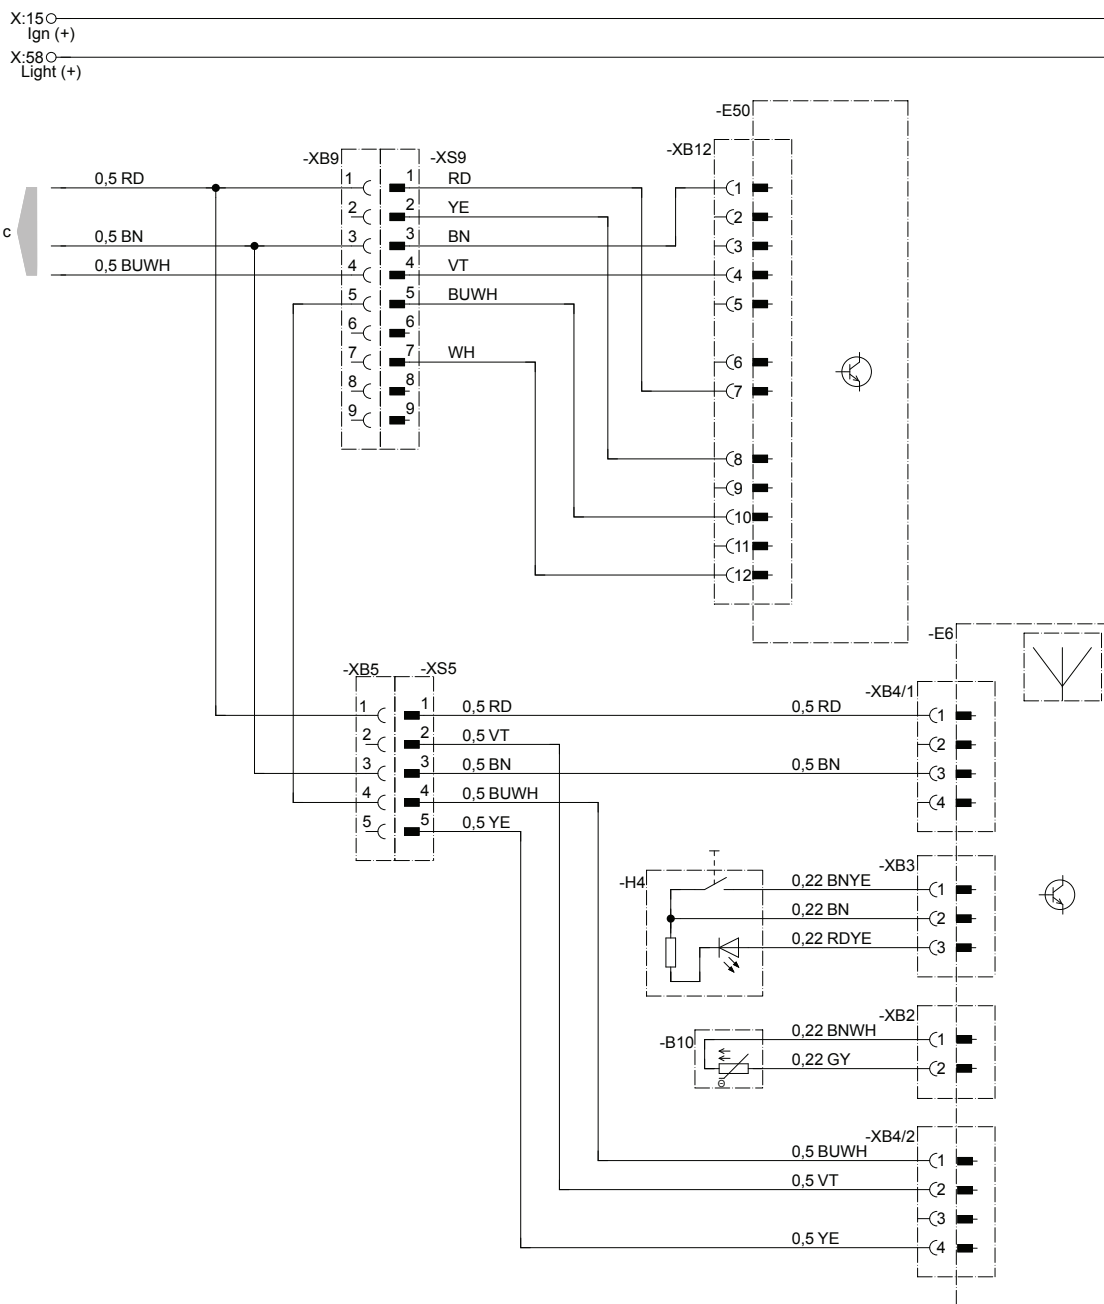 X:15
Ign (+)
X:58
Light (+)
-E50
-XB9 -XS9 -XB12
0,5 RD 1 1 RD 1
2 2 YE 2
c 0,5 BN 3 3 BN 3
0,5 BUWH 4 4 VT 4
5 5 BUWH 5
6 6
7 7 WH 6
8 8 7
9 9
8
9
10
11
12
-E6
-XB5 -XS5
-XB4/1
1 1 0,5 RD 0,5 RD 1
2 2 0,5 VT 2
3 3 0,5 BN 0,5 BN 3
4 4 0,5 BUWH 4
5 5 0,5 YE
-XB3
-H4 0,22 BNYE 1
0,22 BN 2
0,22 RDYE 3
-XB2
-B10 0,22 BNWH 1
0,22 GY 2
-XB4/2
0,5 BUWH 1
0,5 VT 2
3
0,5 YE 4